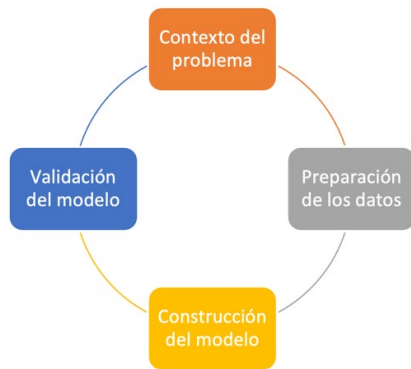 Contexto del
problema
Preparación
de los datos
Construcción
del modelo
Validación
del modelo